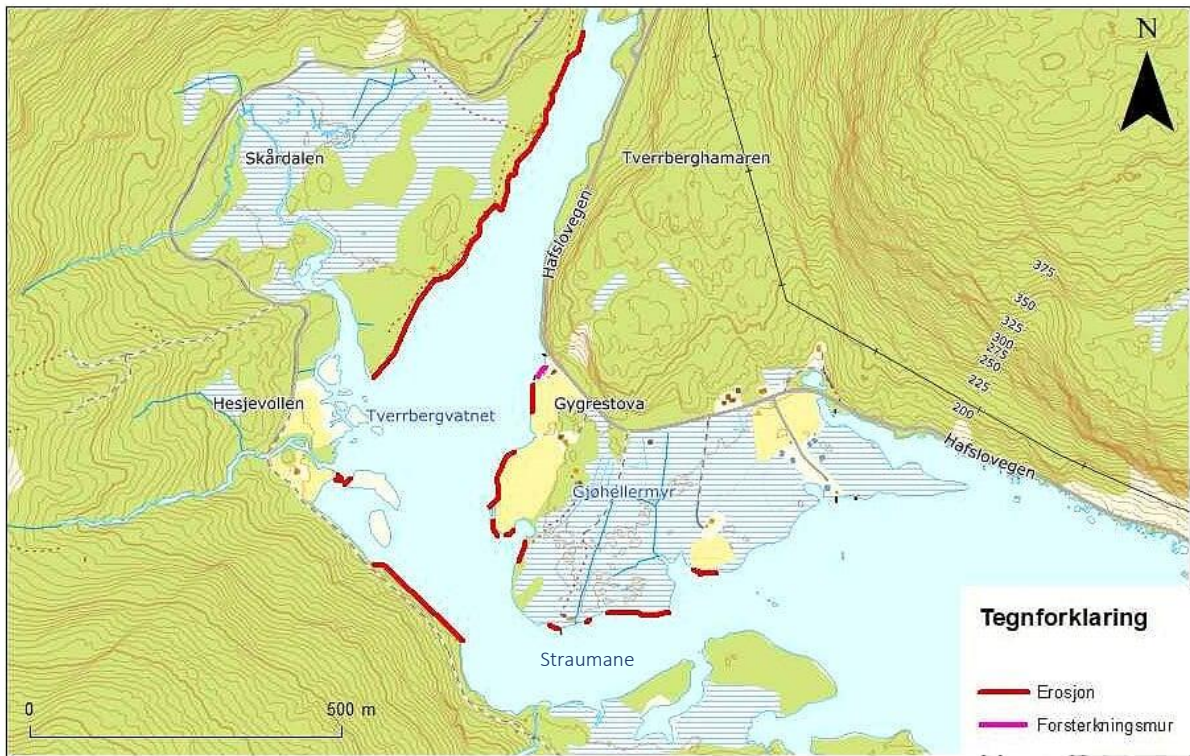 N
Skårdalen
Tverrberghamaren
Hafslovegen
375
350
325
300
275
250
225
200
Hesjevollen
Tverrbergvatnet
Gygrestova
Hafslovegen
Gjøhellermyr
Straumane
Tegnforklaring
Erosjon
Forsterkningsmur
0
500 m